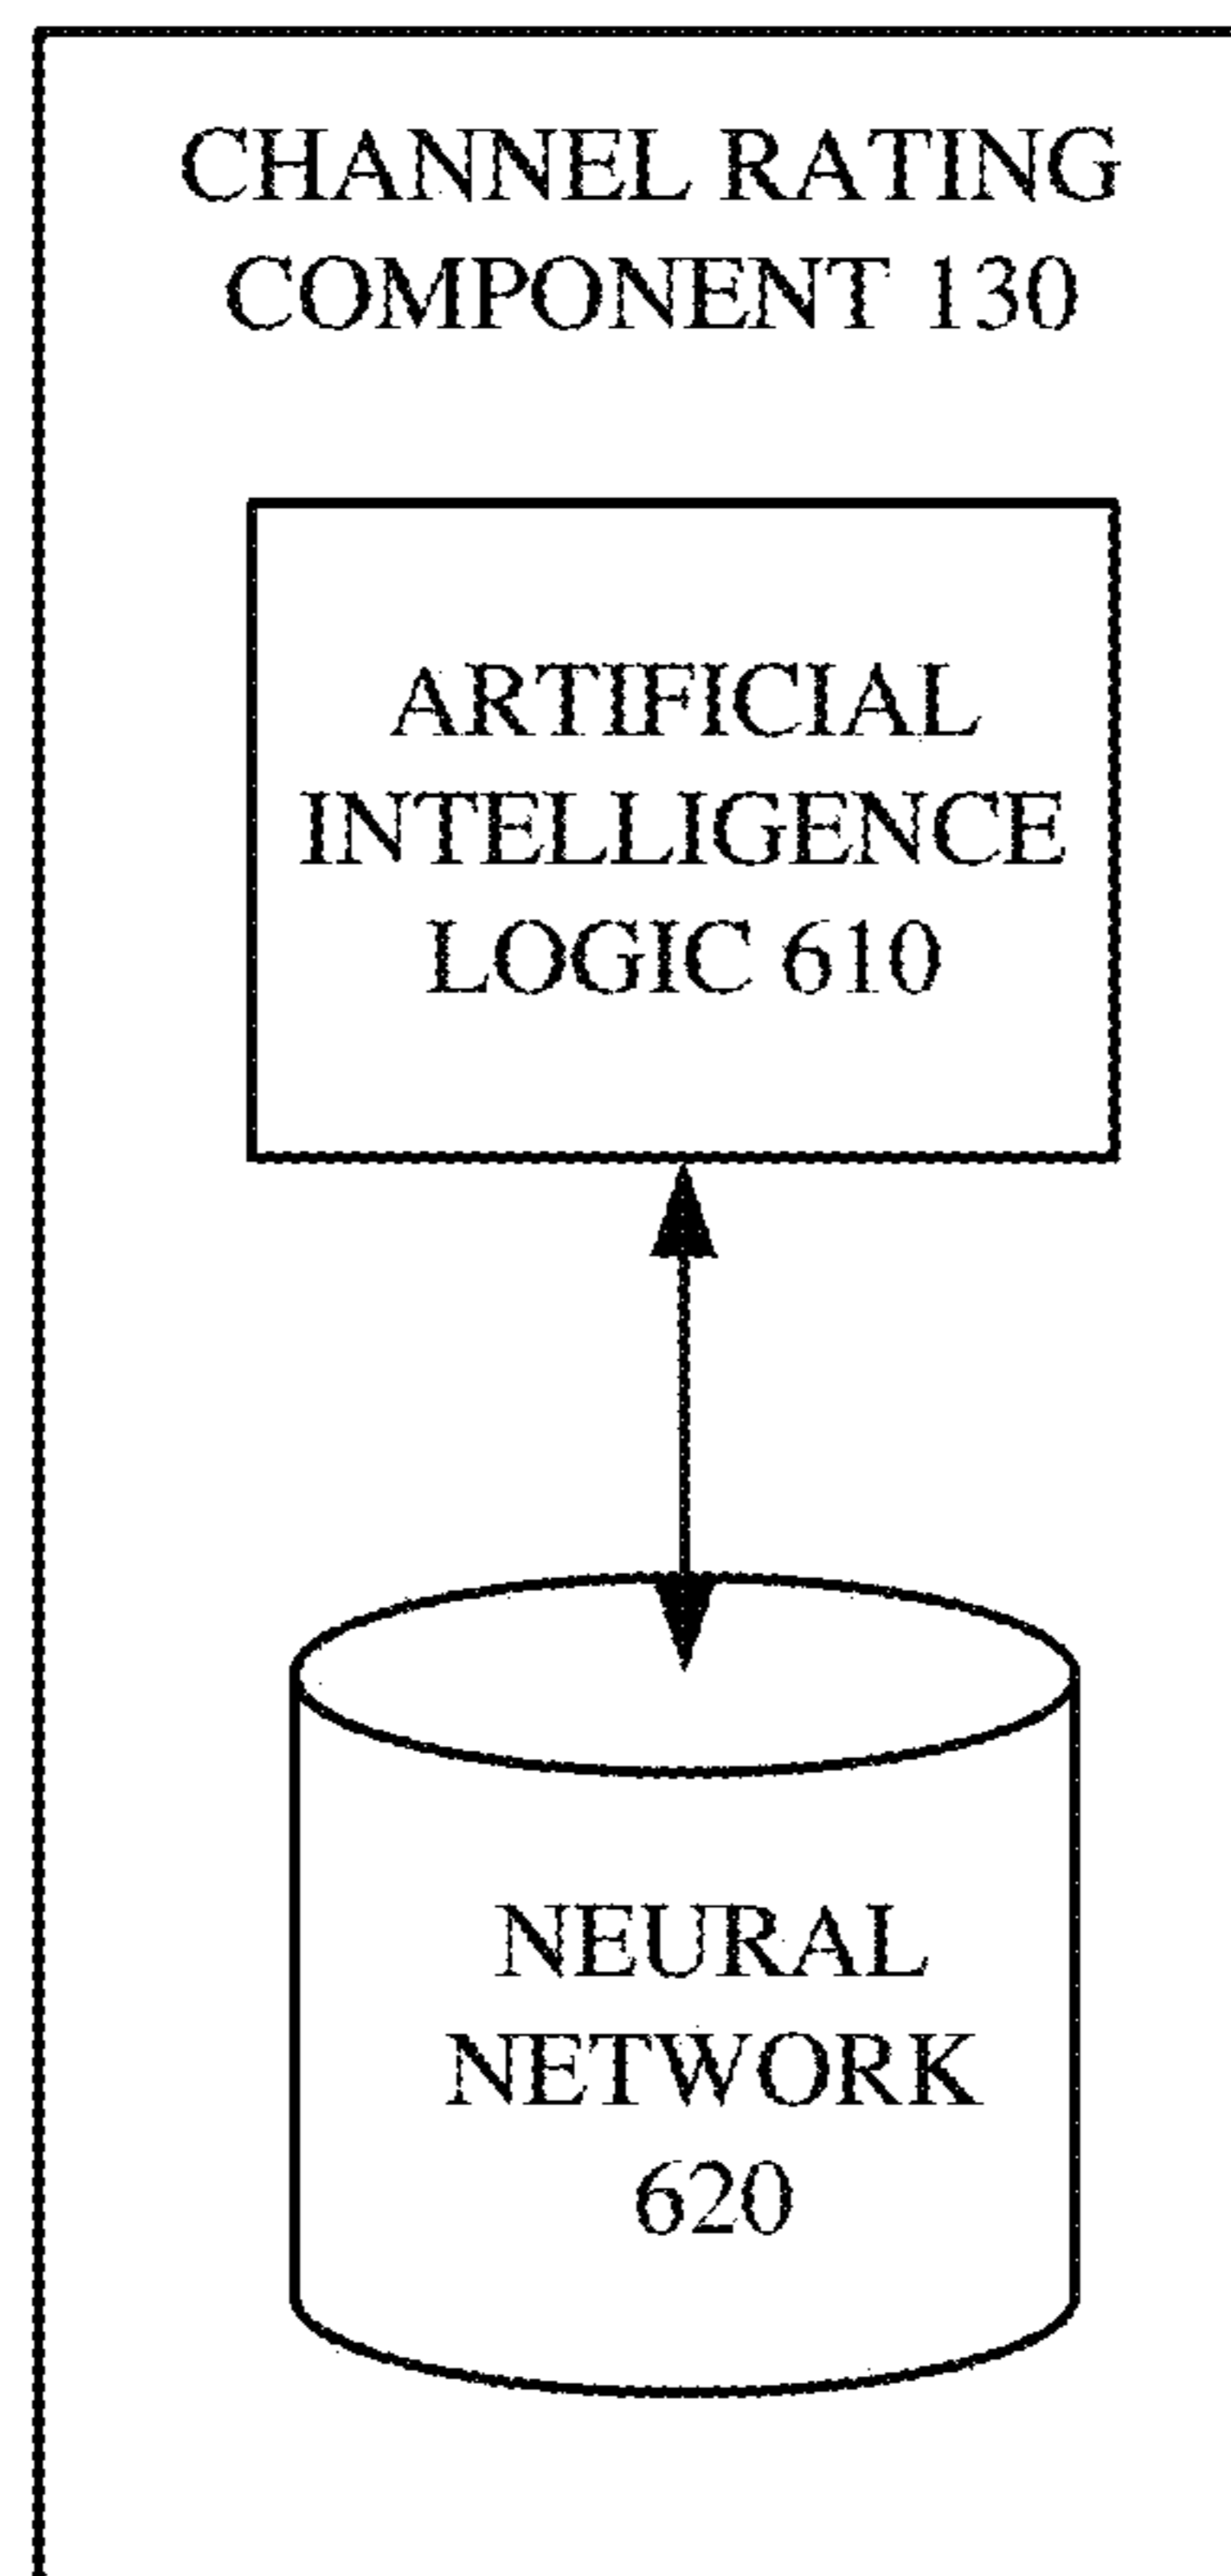 CHANNEL RATING
COMPONENT 130
ARTIFICIAL
INTELLIGENCE
LOGIC 610
NEURAL
NETWORK
620